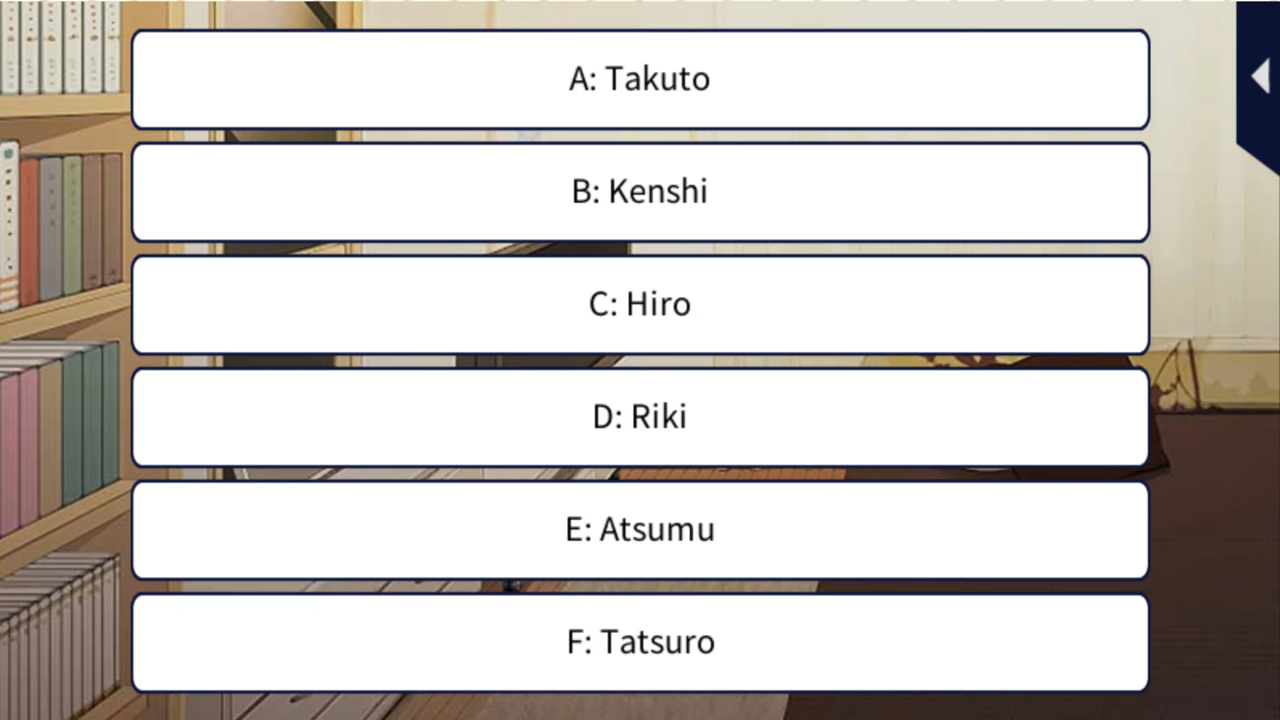 A: Takuto
B: Kenshi
C: Hiro
D: Riki
E: Atsumu
F: Tatsuro